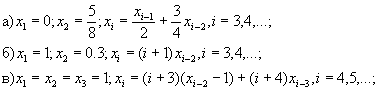 а) x₁ = 0; x₂ = 5/8; xᵢ = xᵢ₋₁/2 + 3/4 xᵢ₋₂, i = 3,4,...;
б) x₁ = 1; x₂ = 0.3; xᵢ = (i + 1) xᵢ₋₂, i = 3,4,...;
в) x₁ = x₂ = x₃ = 1; xᵢ = (i + 3)(xᵢ₋₂ − 1) + (i + 4)xᵢ₋₃, i = 4,5,...;